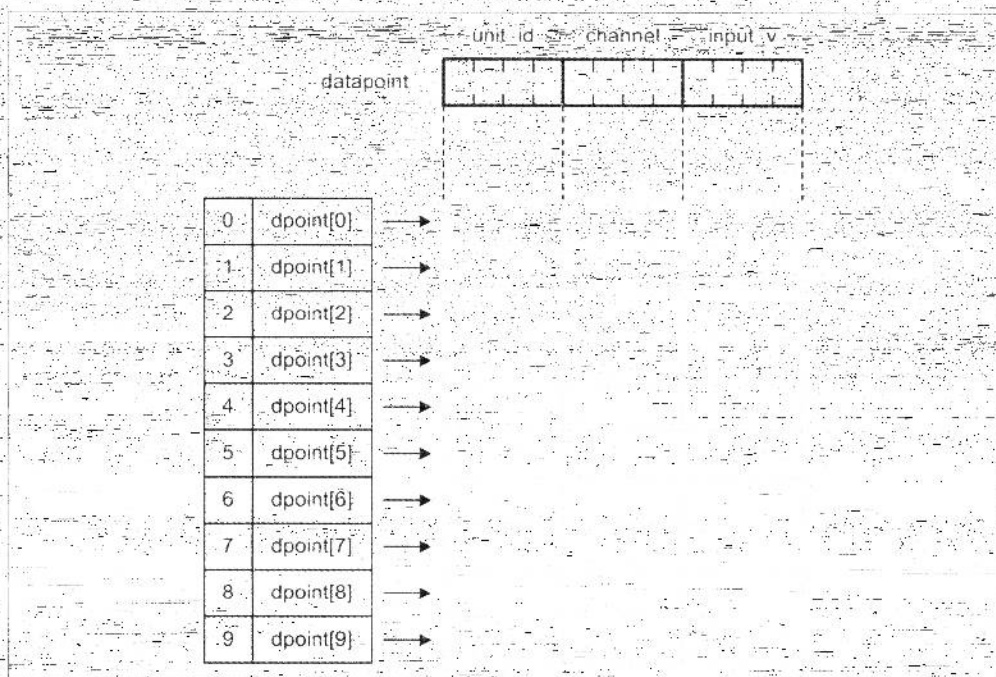 unit_id channel input_v
datapoint
0 dpoint[0]
1 dpoint[1]
2 dpoint[2]
3 dpoint[3]
4 dpoint[4]
5 dpoint[5]
6 dpoint[6]
7 dpoint[7]
8 dpoint[8]
9 dpoint[9]